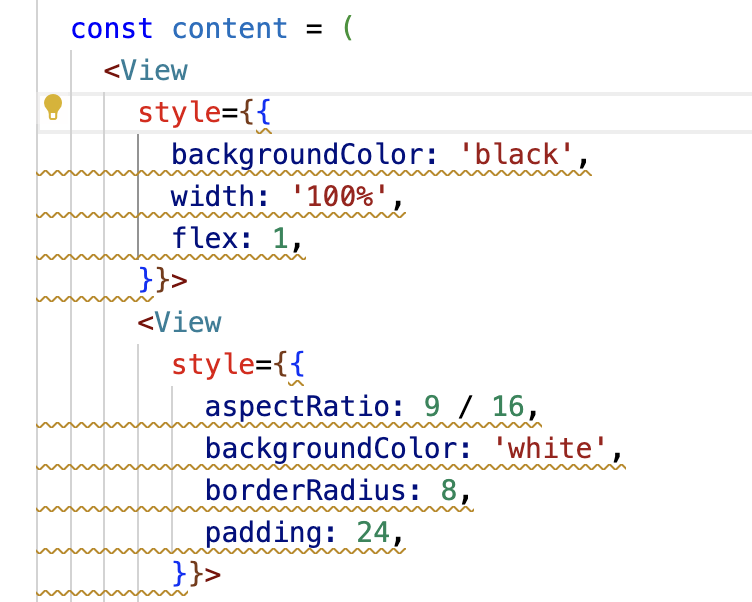 const content = (
<View
style={{
backgroundColor: 'black',
width: '100%',
flex: 1,
}}>
<View
style={{
aspectRatio: 9 / 16,
backgroundColor: 'white',
borderRadius: 8,
padding: 24,
}}>